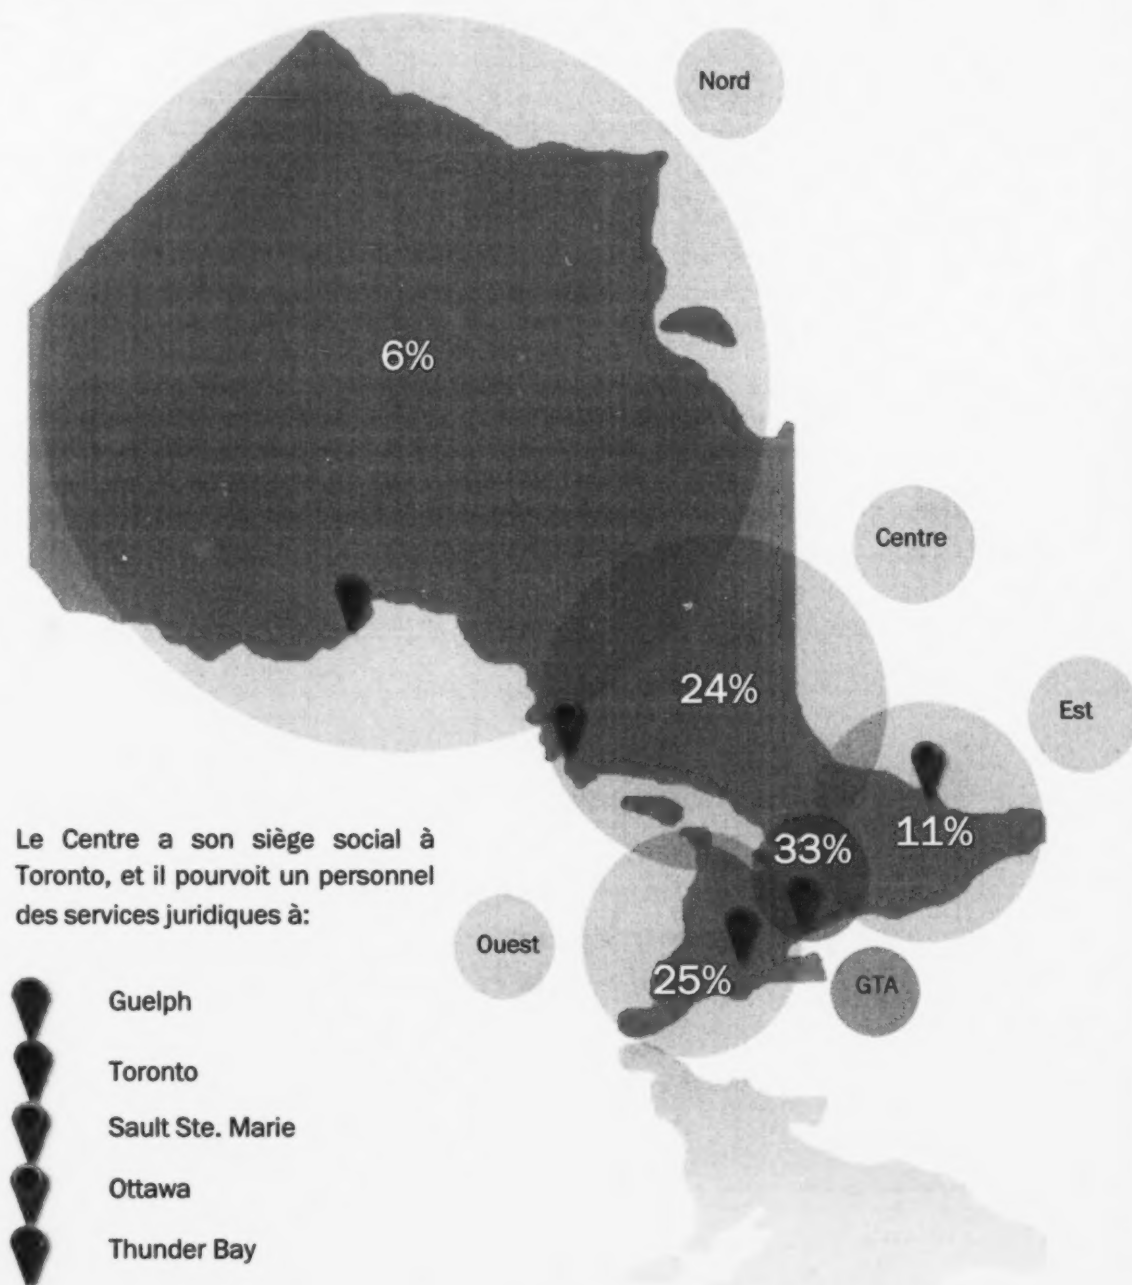 Nord
6%
Centre
24%
Est
11%
33%
Le Centre a son siège social à
Toronto, et il pourvoit un personnel
des services juridiques à:
Ouest
25%
GTA
Guelph
Toronto
Sault Ste. Marie
Ottawa
Thunder Bay